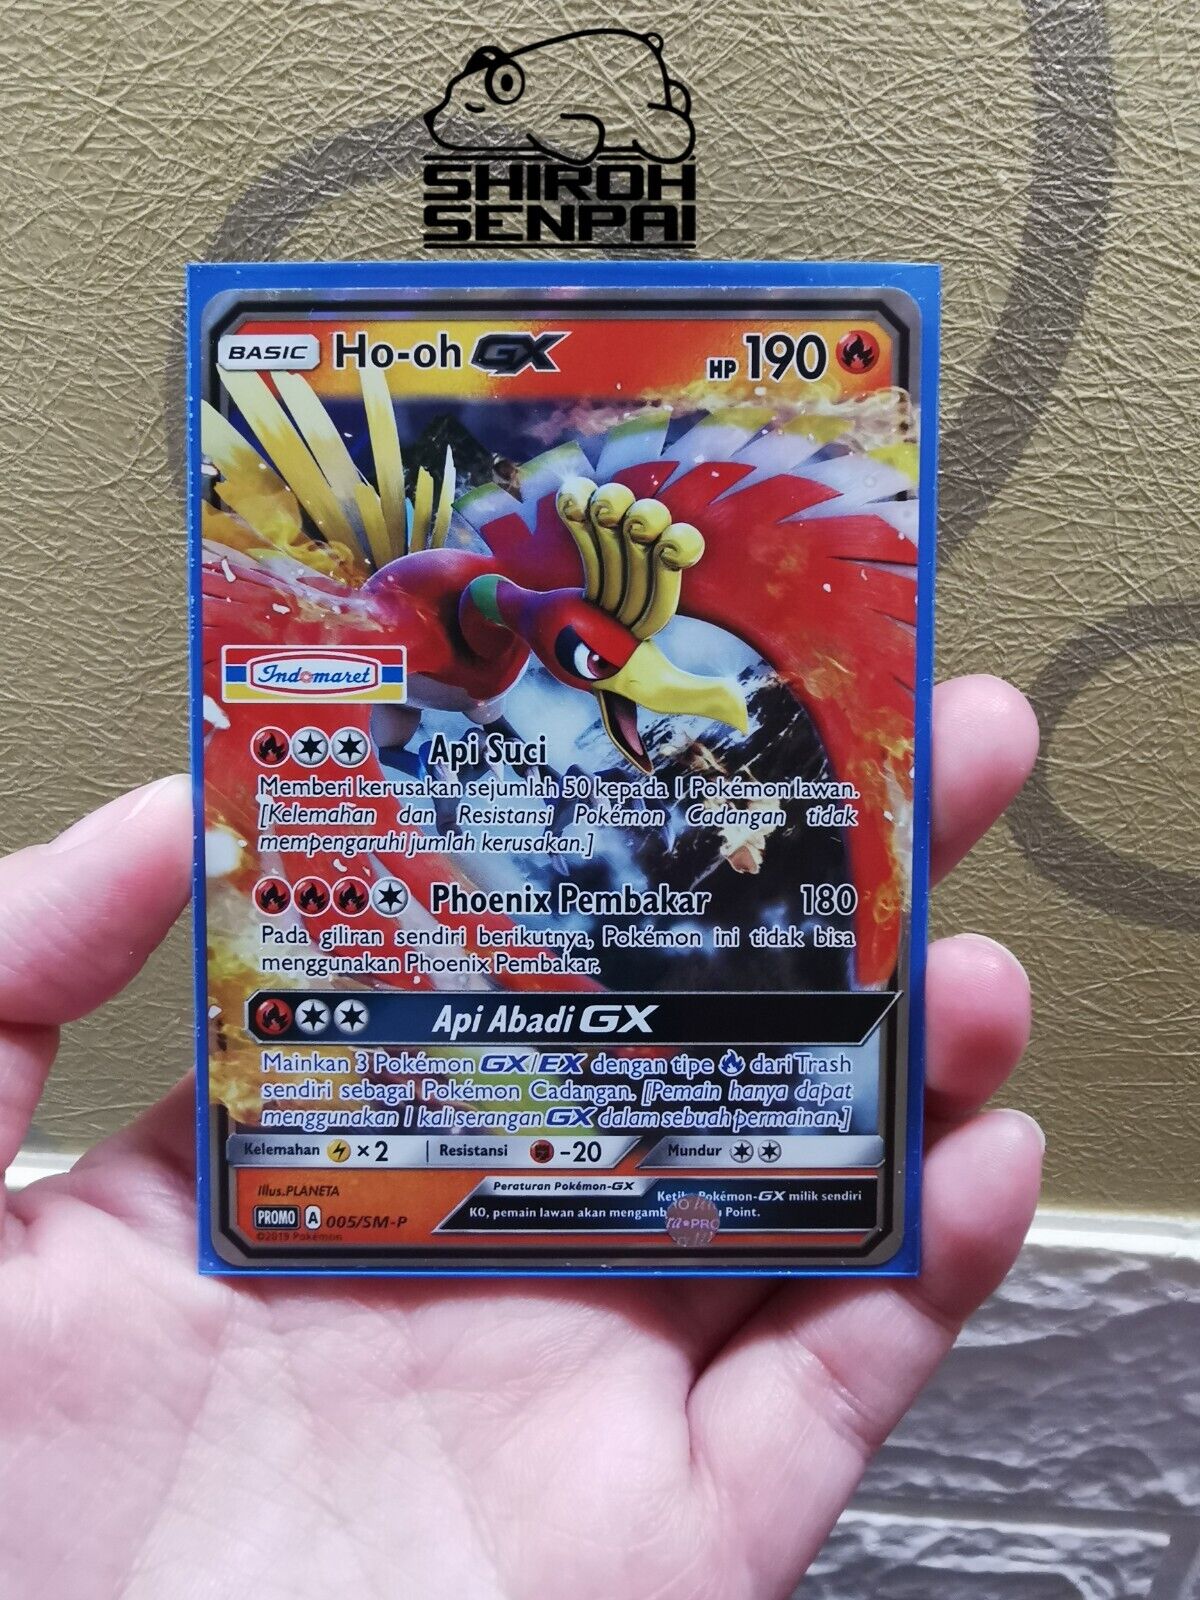 SHIROH
SENPAI
BASIC Ho-oh GX HP 190
Indomaret
Api Suci
Memberi kerusakan sejumlah 50 kepada 1 Pokémon lawan.
[Kelemahan dan Resistansi Pokémon Cadangan tidak
mempengaruhi jumlah kerusakan.]
Phoenix Pembakar 180
Pada giliran sendiri berikutnya, Pokémon ini tidak bisa
menggunakan Phoenix Pembakar.
Api Abadi GX
Mainkan 3 Pokémon GX/EX dengan tipe dari Trash
sendiri sebagai Pokémon Cadangan. [Pemain hanya dapat
menggunakan 1 kali serangan GX dalam sebuah permainan.]
Kelemahan ×2 Resistansi -20 Mundur
Illus.PLANETA
Peraturan Pokémon-GX
Pokémon-GX milik sendiri
KO, pemain lawan akan Point.
PROMO A 005/SM-P
©2019 Pokémon
PRO